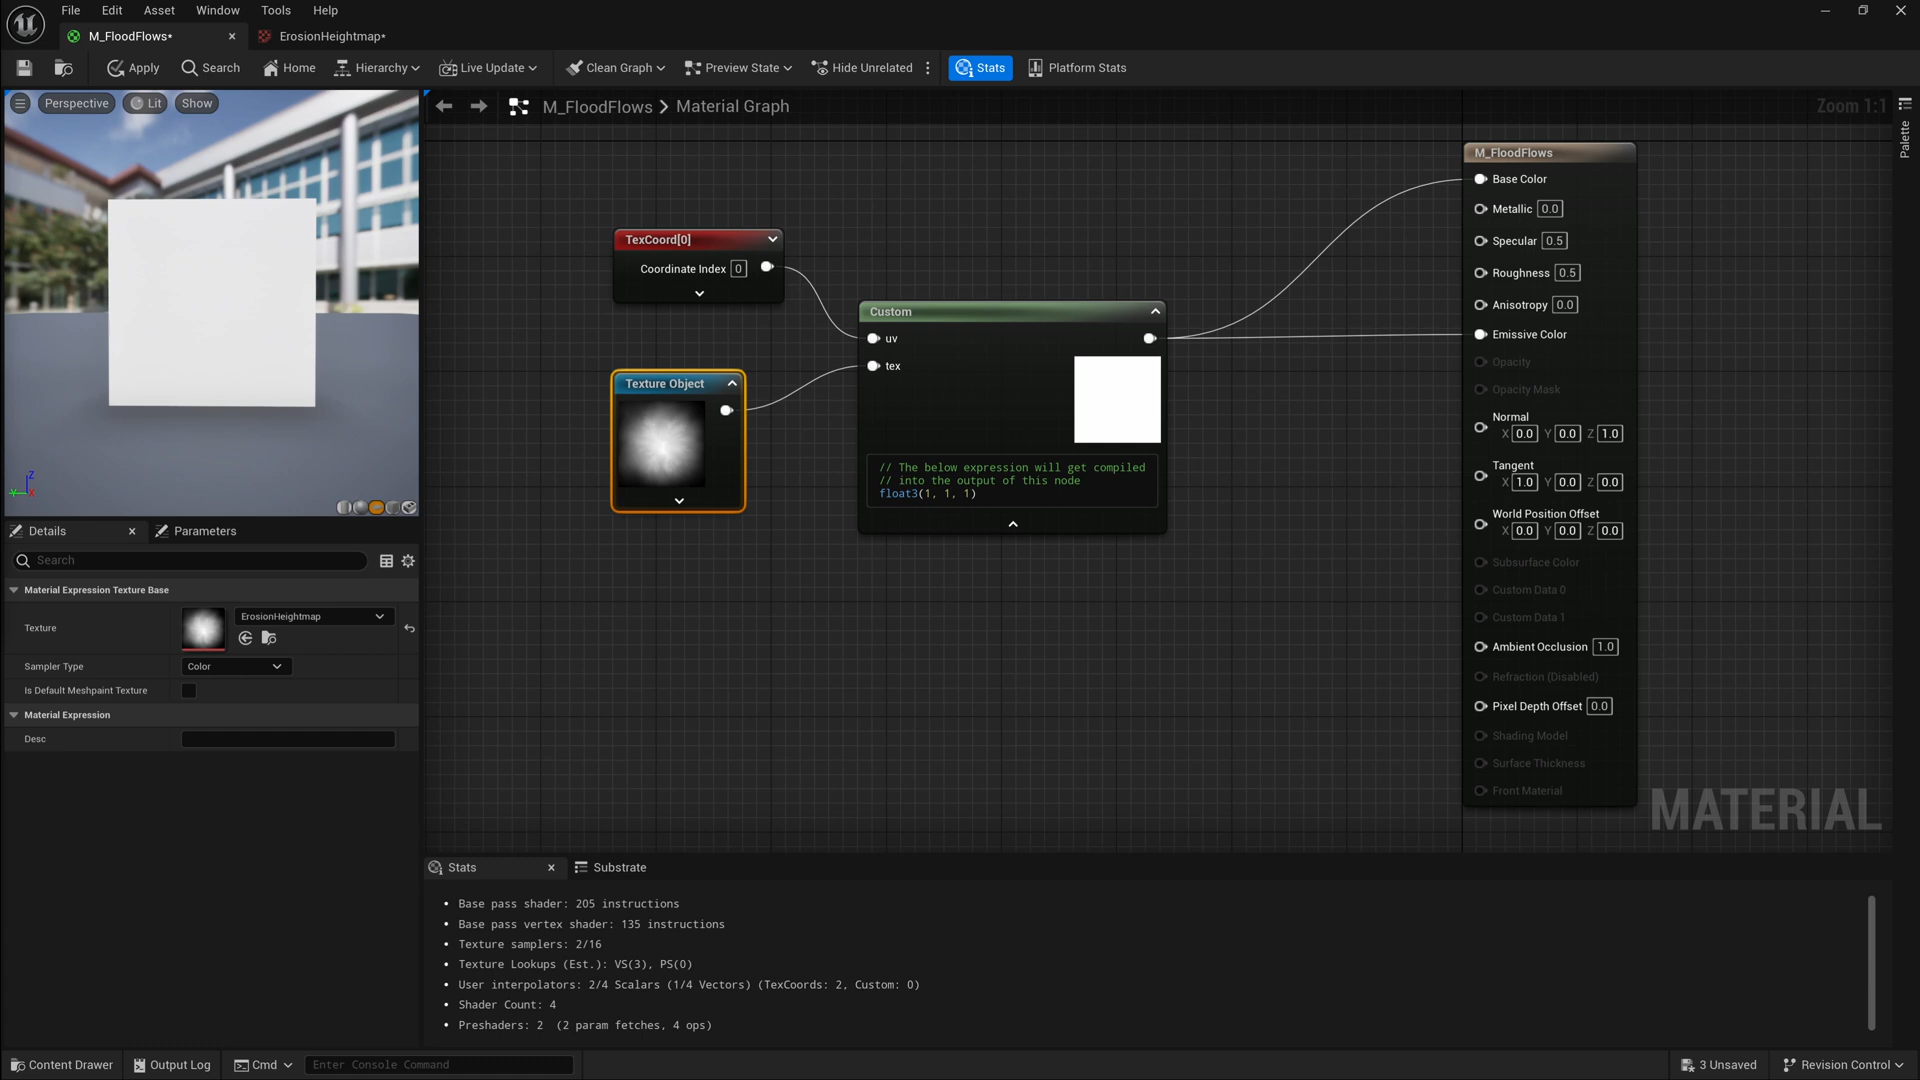 File Edit Asset Window Tools Help
M_FloodFlows* ErosionHeightmap*
Apply Search Home Hierarchy Live Update Clean Graph Preview State Hide Unrelated Stats Platform Stats
Perspective Lit Show
M_FloodFlows > Material Graph
Zoom 1:1
Palette
TexCoord[0]
Coordinate Index 0
Texture Object
Custom
uv
tex
// The below expression will get compiled
// into the output of this node
float3(1, 1, 1)
M_FloodFlows
Base Color
Metallic 0.0
Specular 0.5
Roughness 0.5
Anisotropy 0.0
Emissive Color
Opacity
Opacity Mask
Normal
X 0.0 Y 0.0 Z 1.0
Tangent
X 1.0 Y 0.0 Z 0.0
World Position Offset
X 0.0 Y 0.0 Z 0.0
Subsurface Color
Custom Data 0
Custom Data 1
Ambient Occlusion 1.0
Refraction (Disabled)
Pixel Depth Offset 0.0
Shading Model
Surface Thickness
Front Material
MATERIAL
Z
Y X
Details Parameters
Search
Material Expression Texture Base
Texture ErosionHeightmap
Sampler Type Color
Is Default Meshpaint Texture
Material Expression
Desc
Stats Substrate
• Base pass shader: 205 instructions
• Base pass vertex shader: 135 instructions
• Texture samplers: 2/16
• Texture Lookups (Est.): VS(3), PS(0)
• User interpolators: 2/4 Scalars (1/4 Vectors) (TexCoords: 2, Custom: 0)
• Shader Count: 4
• Preshaders: 2 (2 param fetches, 4 ops)
Content Drawer Output Log Cmd Enter Console Command 3 Unsaved Revision Control